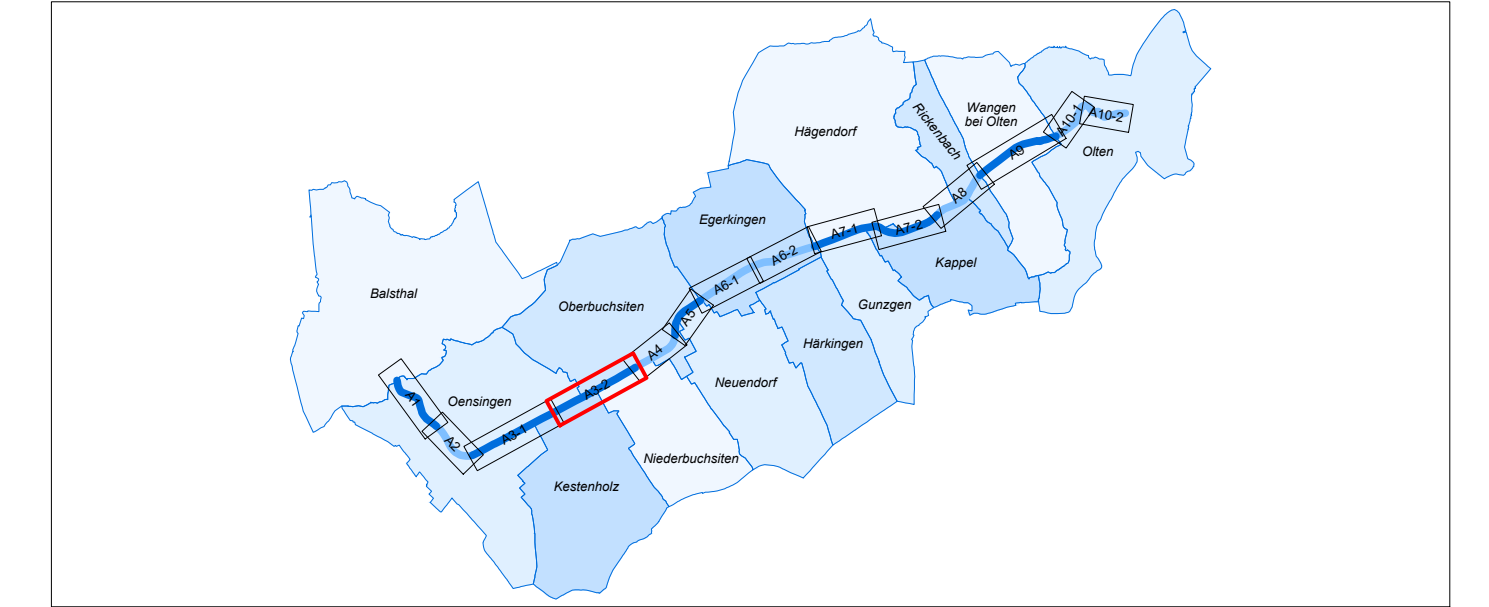 Hägendorf
Rickenbach
Wangen
bei Olten
A10-1
A10-2
Olten
A9
A8
Egerkingen
A7-1
A7-2
Kappel
A6-2
A6-1
Balsthal
Oberbuchsiten
Gunzgen
A5
Härkingen
A4
Neuendorf
A3-2
Oensingen
A1
A2
A3-1
Niederbuchsiten
Kestenholz